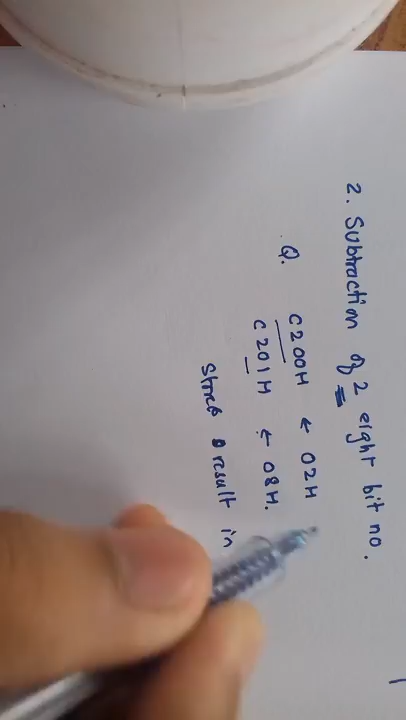 2. Subtraction of 2 eight bit no.
Q. C200H ← 02H
C201H ← 08H.
Store result in